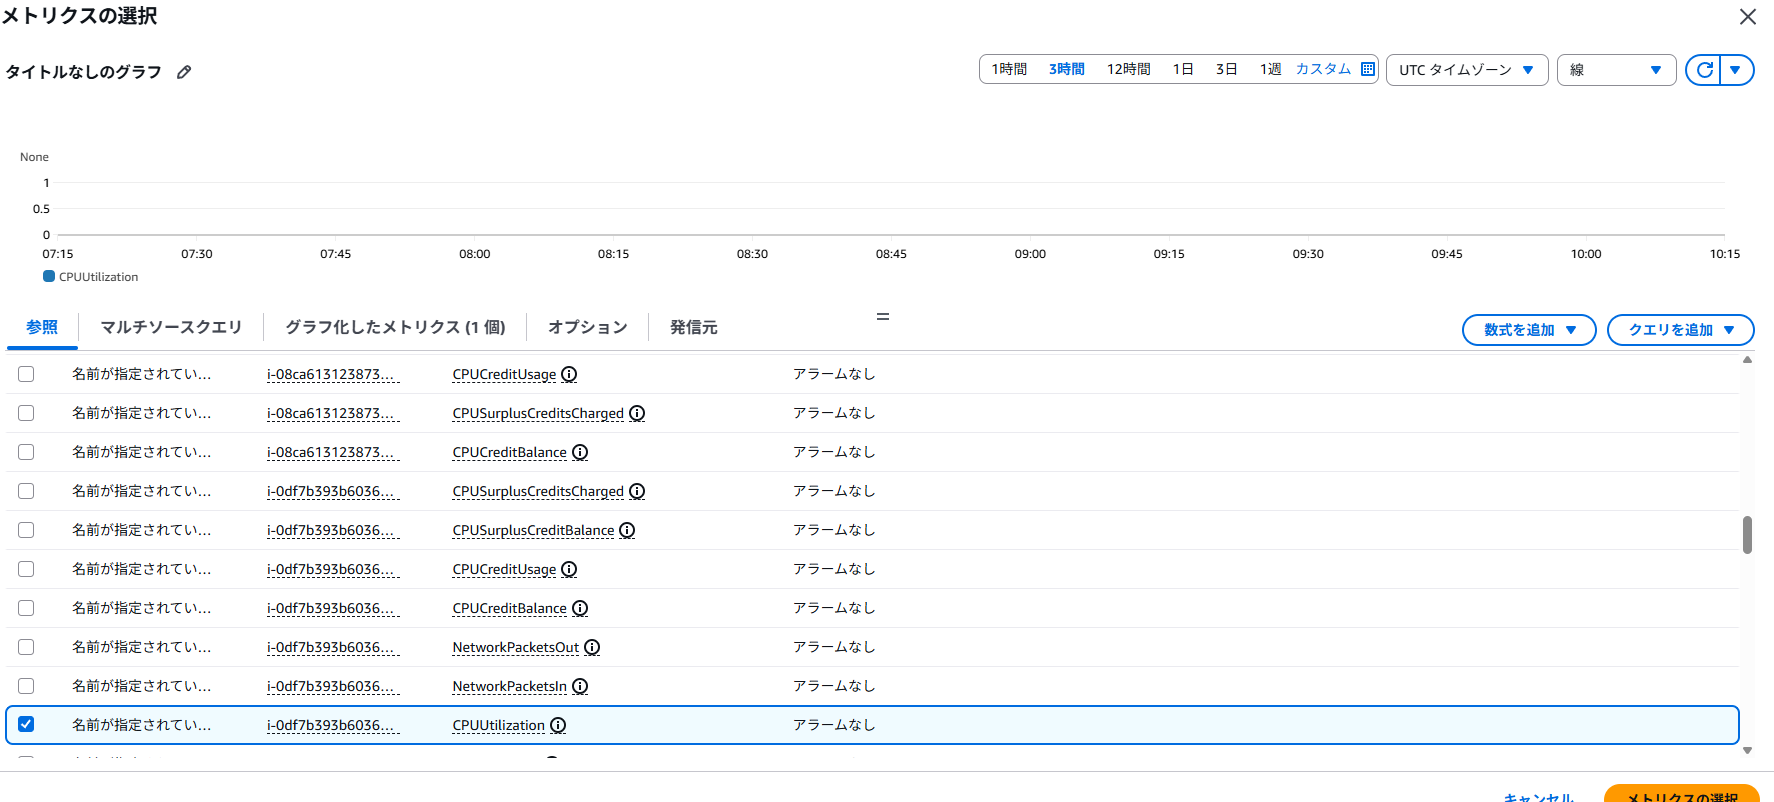 メトリクスの選択
タイトルなしのグラフ
1時間 3時間 12時間 1日 3日 1週 カスタム UTC タイムゾーン 線
None
1
0.5
0
07:15 07:30 07:45 08:00 08:15 08:30 08:45 09:00 09:15 09:30 09:45 10:00 10:15
CPUUtilization
参照 マルチソースクエリ グラフ化したメトリクス (1 個) オプション 発信元 数式を追加 クエリを追加
名前が指定されてい... i-08ca613123873... CPUCreditUsage アラームなし
名前が指定されてい... i-08ca613123873... CPUSurplusCreditsCharged アラームなし
名前が指定されてい... i-08ca613123873... CPUCreditBalance アラームなし
名前が指定されてい... i-0df7b393b6036... CPUSurplusCreditsCharged アラームなし
名前が指定されてい... i-0df7b393b6036... CPUSurplusCreditBalance アラームなし
名前が指定されてい... i-0df7b393b6036... CPUCreditUsage アラームなし
名前が指定されてい... i-0df7b393b6036... CPUCreditBalance アラームなし
名前が指定されてい... i-0df7b393b6036... NetworkPacketsOut アラームなし
名前が指定されてい... i-0df7b393b6036... NetworkPacketsIn アラームなし
名前が指定されてい... i-0df7b393b6036... CPUUtilization アラームなし
キャンセル メトリクスの選択